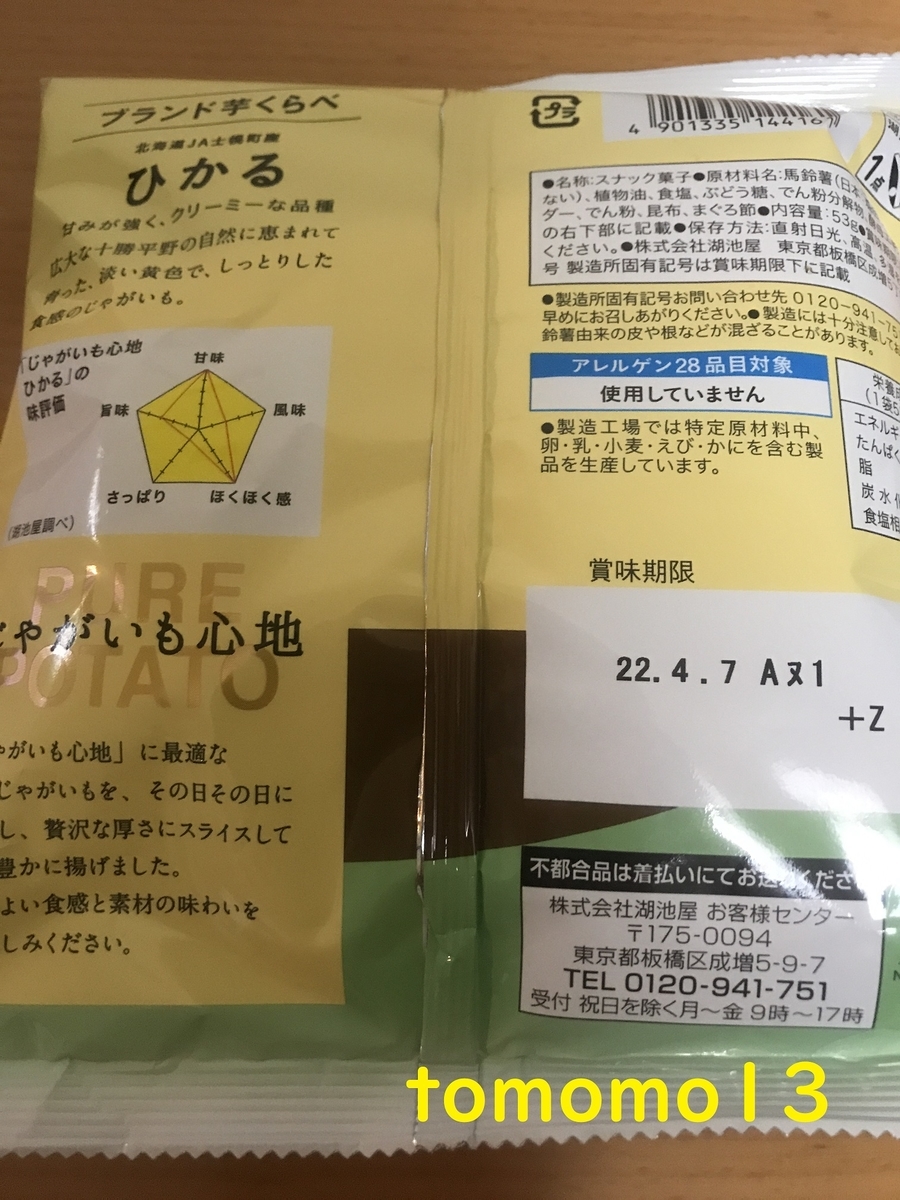 ブランド芋くらべ
北海道JA士幌町産
ひかる
甘みが強く、クリーミーな品種
広大な十勝平野の自然に恵まれて
育った、淡い黄色で、しっとりした
食感のじゃがいも。
「じゃがいも心地
ひかる」の
味評価
甘味
旨味
風味
さっぱり
ほくほく感
(湖池屋調べ)
PURE
POTATO
じゃがいも心地
ゃがいも心地」に最適な
じゃがいもを、その日その日に
し、贅沢な厚さにスライスして
豊かに揚げました。
よい食感と素材の味わいを
しみください。
プラ
4 901335 14416
1点
●名称:スナック菓子●原材料名:馬鈴薯(日本
ない)、植物油、食塩、ぶどう糖、でん粉分解物、
ダー、でん粉、昆布、まぐろ節●内容量:53g●
の右下部に記載●保存方法:直射日光、高温、多
ください。●株式会社湖池屋 東京都板橋区成増5
号 製造所固有記号は賞味期限下に記載
●製造所固有記号お問い合わせ先 0120-941-75
早めにお召しあがりください。●製造には十分注意してお
鈴薯由来の皮や根などが混ざることがあります。
アレルゲン28品目対象
使用していません
●製造工場では特定原材料中、
卵・乳・小麦・えび・かにを含む製
品を生産しています。
栄養成
(1袋5
エネルギ
たんぱく
脂
炭水化
食塩相
賞味期限
22.4.7 Aヌ1
+Z
不都合品は着払いにてお送りくださ
株式会社湖池屋 お客様センター
〒175-0094
東京都板橋区成増5-9-7
TEL 0120-941-751
受付 祝日を除く月〜金 9時〜17時
tomomo13